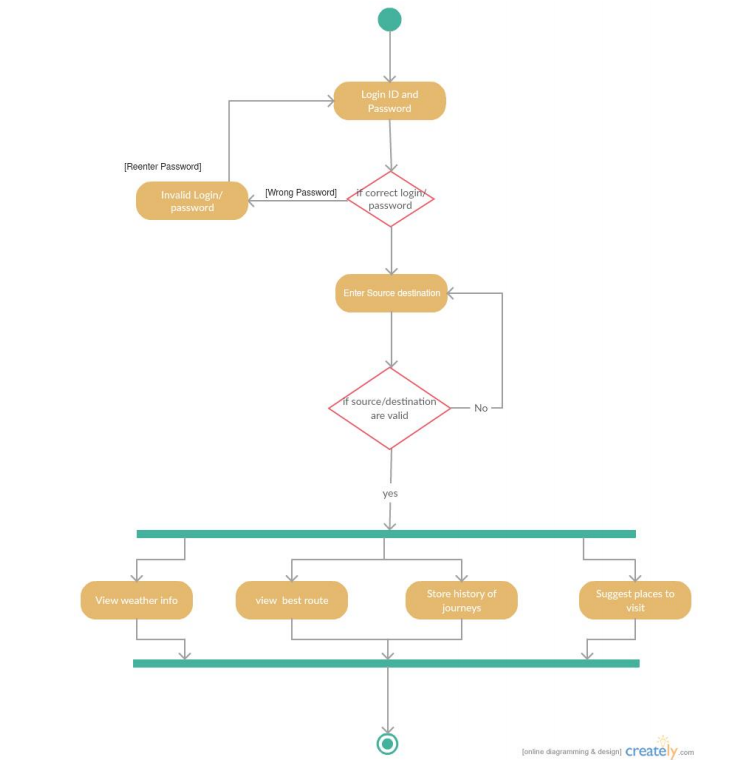 Login ID and
Password
[Reenter Password]
Invalid Login/
password
[Wrong Password]
if correct login/
password
Enter Source destination
if source/destination
are valid
No
yes
View weather info
view best route
Store history of
journeys
Suggest places to
visit
[online diagramming & design] creately.com